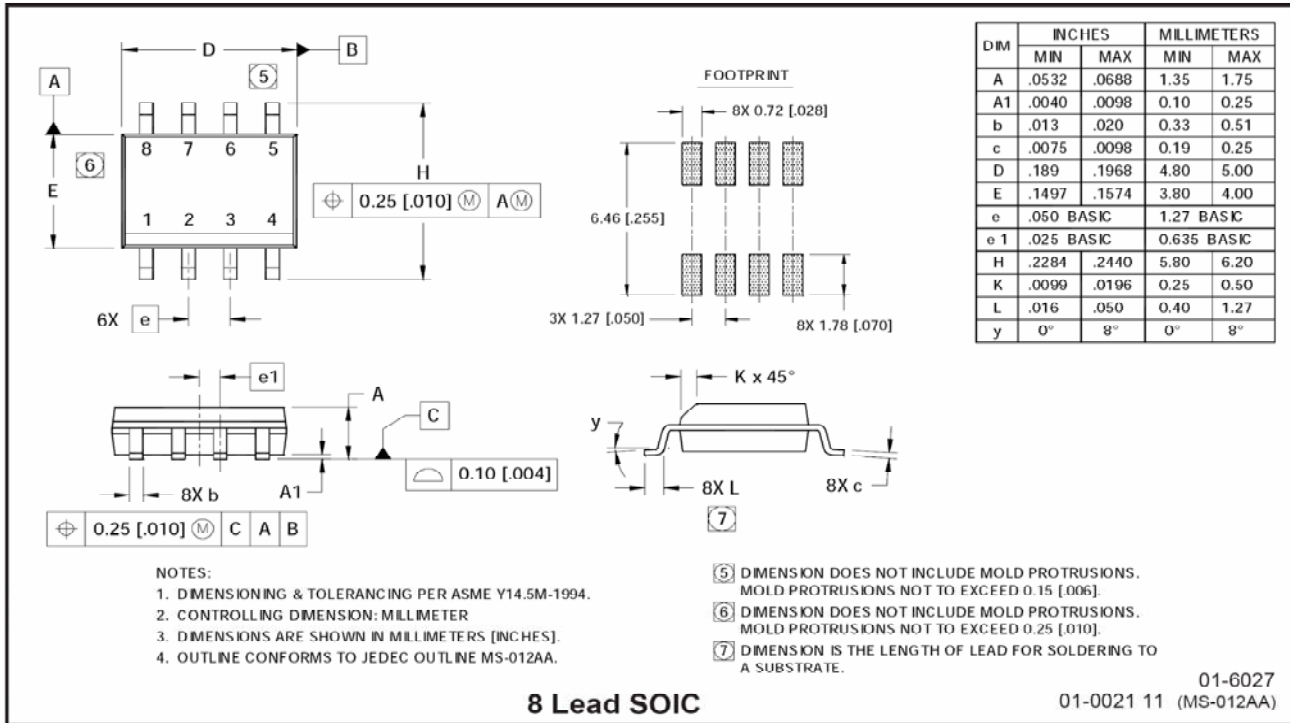 D
B
5
A
8 7 6 5
6
E
H
1 2 3 4
0.25 [.010] M A M
6X e
FOOTPRINT
8X 0.72 [.028]
6.46 [.255]
3X 1.27 [.050]
8X 1.78 [.070]
DIM INCHES MILLIMETERS
MIN MAX MIN MAX
A .0532 .0688 1.35 1.75
A1 .0040 .0098 0.10 0.25
b .013 .020 0.33 0.51
c .0075 .0098 0.19 0.25
D .189 .1968 4.80 5.00
E .1497 .1574 3.80 4.00
e .050 BASIC 1.27 BASIC
e 1 .025 BASIC 0.635 BASIC
H .2284 .2440 5.80 6.20
K .0099 .0196 0.25 0.50
L .016 .050 0.40 1.27
y 0° 8° 0° 8°
e1
A
C
0.10 [.004]
8X b
A1
0.25 [.010] M C A B
K x 45°
y
8X L
8X c
7
NOTES:
1. DIMENSIONING & TOLERANCING PER ASME Y14.5M-1994.
2. CONTROLLING DIMENSION: MILLIMETER
3. DIMENSIONS ARE SHOWN IN MILLIMETERS [INCHES].
4. OUTLINE CONFORMS TO JEDEC OUTLINE MS-012AA.
5 DIMENSION DOES NOT INCLUDE MOLD PROTRUSIONS.
MOLD PROTRUSIONS NOT TO EXCEED 0.15 [.006].
6 DIMENSION DOES NOT INCLUDE MOLD PROTRUSIONS.
MOLD PROTRUSIONS NOT TO EXCEED 0.25 [.010].
7 DIMENSION IS THE LENGTH OF LEAD FOR SOLDERING TO
A SUBSTRATE.
8 Lead SOIC
01-6027
01-0021 11 (MS-012AA)